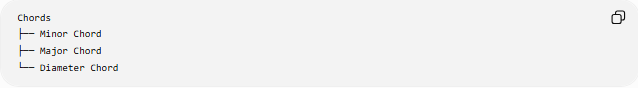 Chords
├── Minor Chord
├── Major Chord
└── Diameter Chord